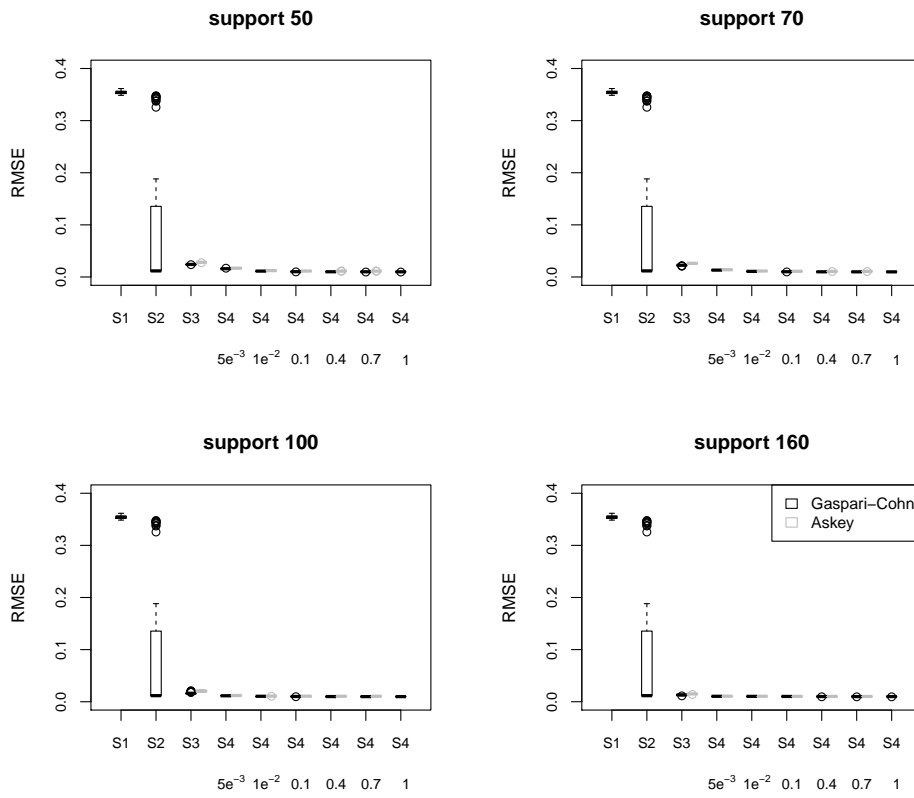 support 50
RMSE
0.4
0.3
0.2
0.1
0.0
S1 S2 S3 S4 S4 S4 S4 S4 S4
5e⁻³ 1e⁻² 0.1 0.4 0.7 1
support 70
RMSE
0.4
0.3
0.2
0.1
0.0
S1 S2 S3 S4 S4 S4 S4 S4 S4
5e⁻³ 1e⁻² 0.1 0.4 0.7 1
support 100
RMSE
0.4
0.3
0.2
0.1
0.0
S1 S2 S3 S4 S4 S4 S4 S4 S4
5e⁻³ 1e⁻² 0.1 0.4 0.7 1
support 160
RMSE
0.4
0.3
0.2
0.1
0.0
Gaspari−Cohn
Askey
S1 S2 S3 S4 S4 S4 S4 S4 S4
5e⁻³ 1e⁻² 0.1 0.4 0.7 1